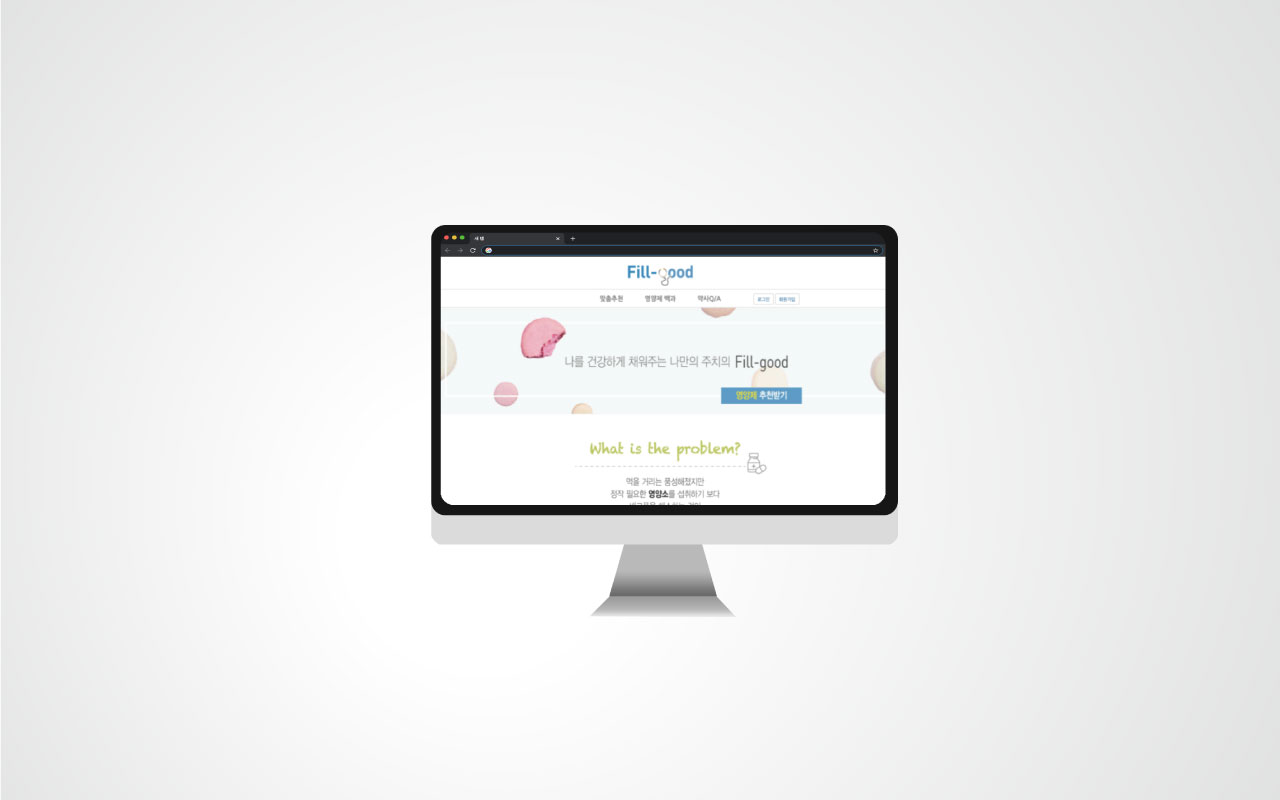 새 탭
Fill-good
맞춤추천 영양제 백과 약사Q/A 로그인 회원가입
나를 건강하게 채워주는 나만의 주치의 Fill-good
영양제 추천받기
What is the problem?
먹을 거리는 풍성해졌지만
정작 필요한 영양소를 섭취하기 보다